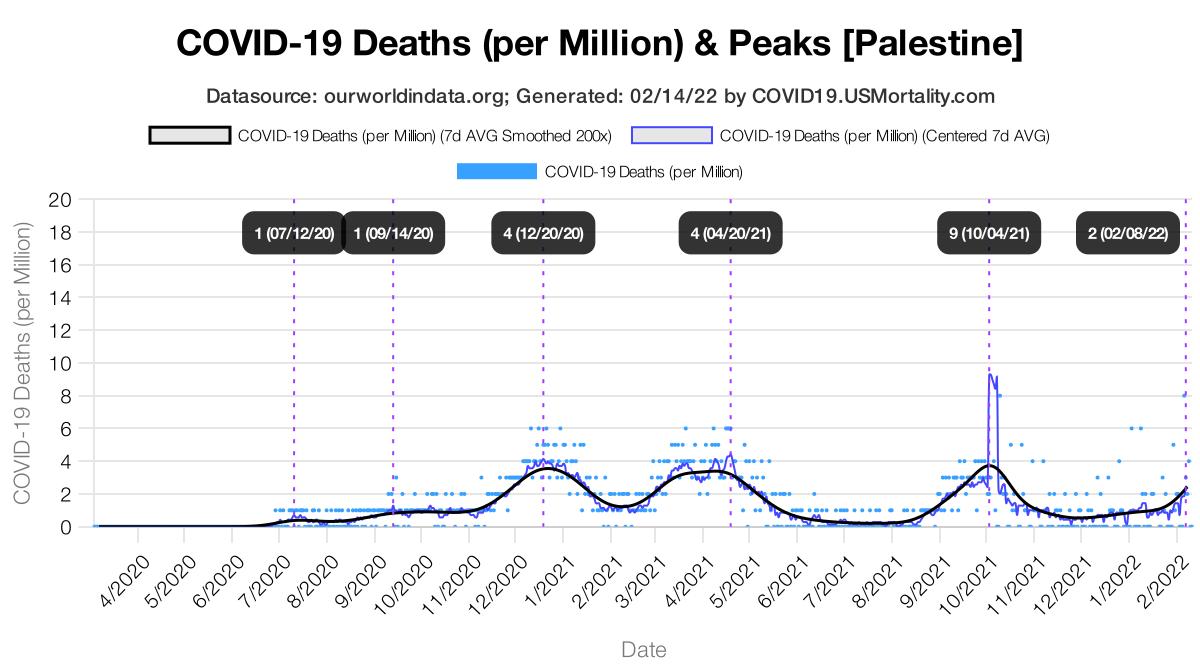 COVID-19 Deaths (per Million) & Peaks [Palestine]
Datasource: ourworldindata.org; Generated: 02/14/22 by COVID19.USMortality.com
COVID-19 Deaths (per Million) (7d AVG Smoothed 200x) COVID-19 Deaths (per Million) (Centered 7d AVG)
COVID-19 Deaths (per Million)
COVID-19 Deaths (per Million)
20
18
16
14
12
10
8
6
4
2
0
1 (07/12/20) 1 (09/14/20) 4 (12/20/20) 4 (04/20/21) 9 (10/04/21) 2 (02/08/22)
4/2020 5/2020 6/2020 7/2020 8/2020 9/2020 10/2020 11/2020 12/2020 1/2021 2/2021 3/2021 4/2021 5/2021 6/2021 7/2021 8/2021 9/2021 10/2021 11/2021 12/2021 1/2022 2/2022
Date